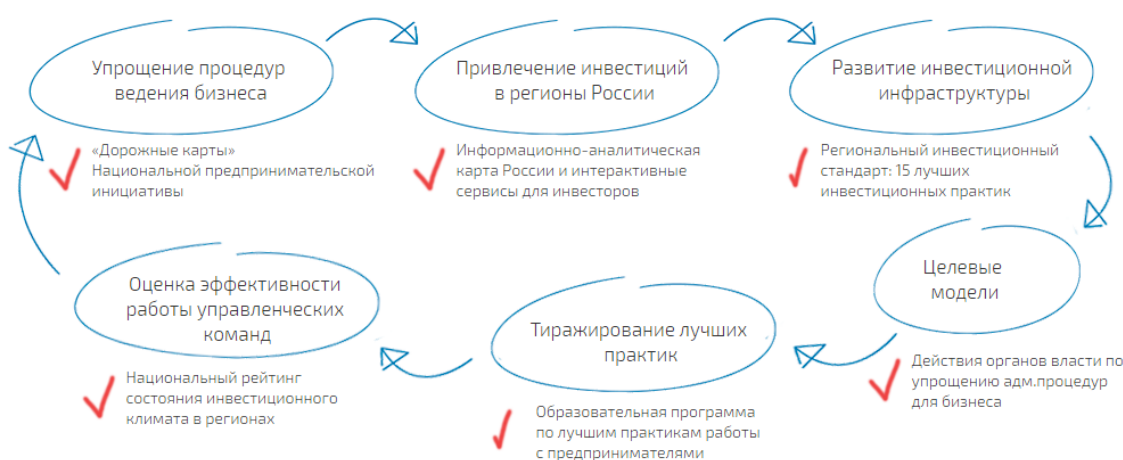 Упрощение процедур
ведения бизнеса
«Дорожные карты»
Национальной предпринимательской
инициативы
Привлечение инвестиций
в регионы России
Информационно-аналитическая
карта России и интерактивные
сервисы для инвесторов
Развитие инвестиционной
инфраструктуры
Региональный инвестиционный
стандарт: 15 лучших
инвестиционных практик
Целевые
модели
Действия органов власти по
упрощению адм.процедур
для бизнеса
Тиражирование лучших
практик
Образовательная программа
по лучшим практикам работы
с предпринимателями
Оценка эффективности
работы управленческих
команд
Национальный рейтинг
состояния инвестиционного
климата в регионах